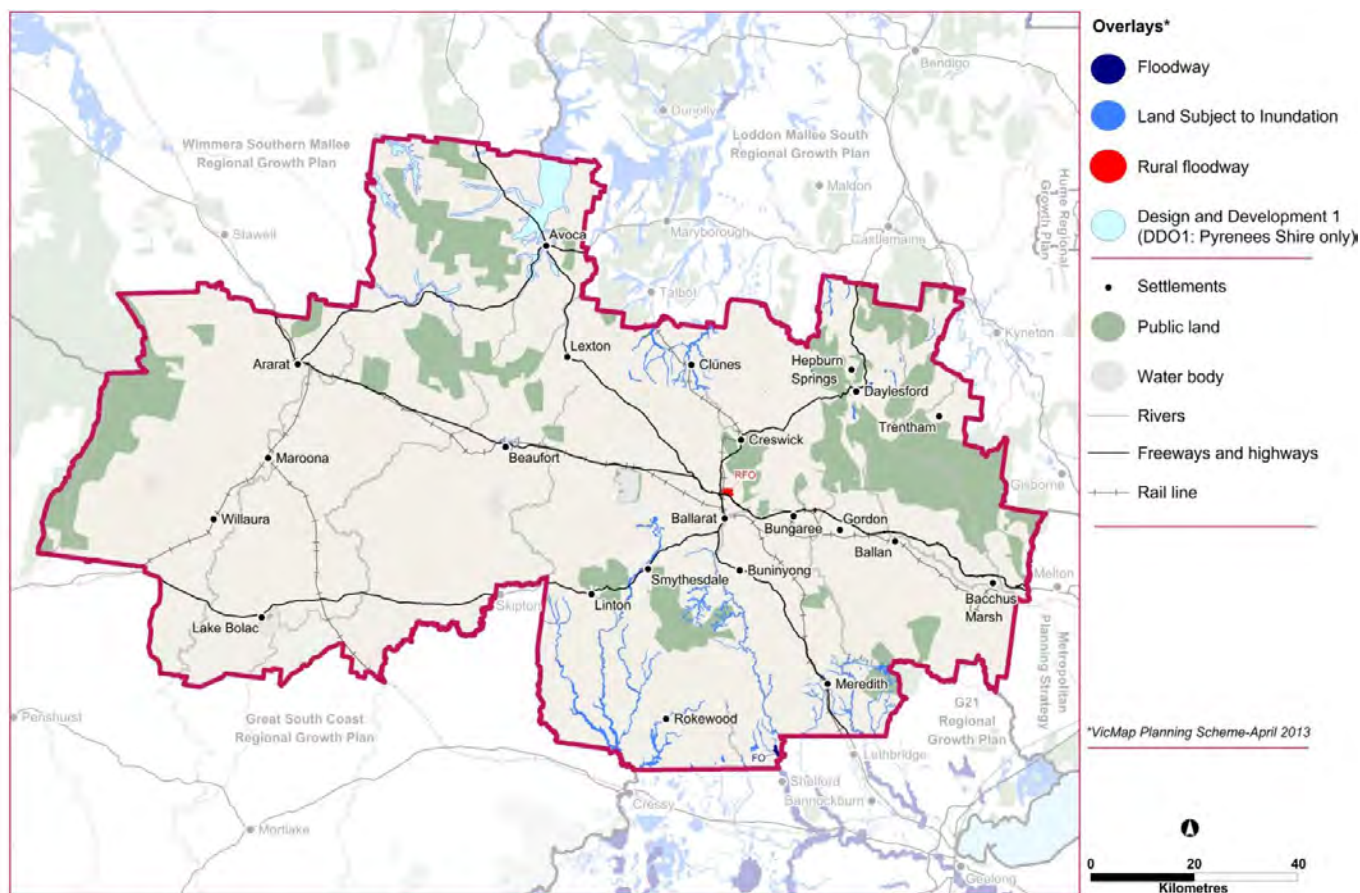 Overlays*
Floodway
Land Subject to Inundation
Rural floodway
Design and Development 1
(DDO1: Pyrenees Shire only)
Settlements
Public land
Water body
Rivers
Freeways and highways
Rail line
*VicMap Planning Scheme-April 2013
0 20 40
Kilometres
Bendigo
Dunolly
Wimmera Southern Mallee
Regional Growth Plan
Loddon Mallee South
Regional Growth Plan
Hume Regional
Growth Plan
Maldon
Stawell
Avoca
Maryborough
Castlemaine
Talbot
Kyneton
Ararat
Lexton
Clunes
Hepburn
Springs
Daylesford
Trentham
Creswick
Maroona
Beaufort
RFO
Gisborne
Willaura
Ballarat
Bungaree
Gordon
Ballan
Smythesdale
Buninyong
Melton
Bacchus
Marsh
Skipton
Linton
Lake Bolac
Metropolitan
Planning Strategy
Meredith
G21
Regional
Growth Plan
Penshurst
Great South Coast
Regional Growth Plan
Rokewood
FO
Lethbridge
Shelford
Cressy
Bannockburn
Mortlake
Geelong